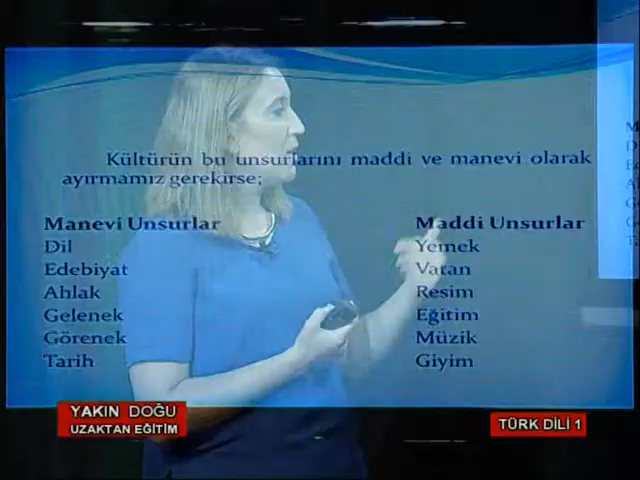 Kültürün bu unsurlarını maddi ve manevi olarak
ayırmamız gerekirse;
Manevi Unsurlar
Dil
Edebiyat
Ahlak
Gelenek
Görenek
Tarih
Maddi Unsurlar
Yemek
Vatan
Resim
Eğitim
Müzik
Giyim
YAKIN DOĞU
UZAKTAN EĞİTİM
TÜRK DİLİ 1